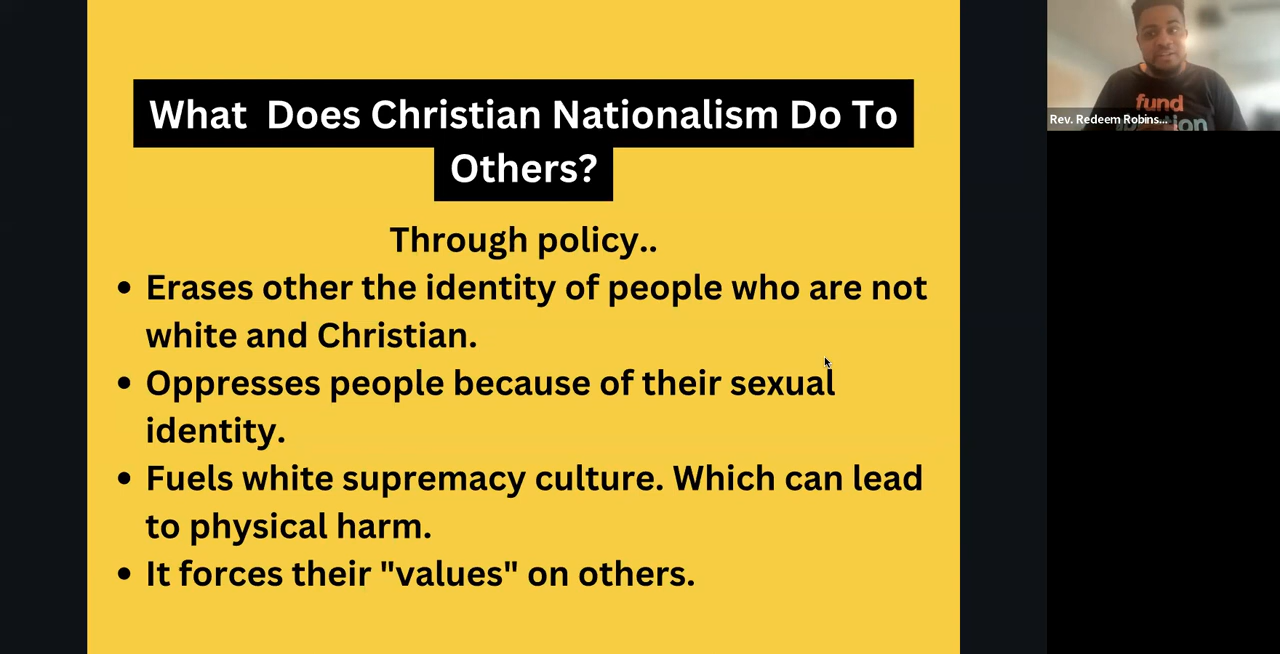 What Does Christian Nationalism Do To
Others?
Through policy..
• Erases other the identity of people who are not
white and Christian.
• Oppresses people because of their sexual
identity.
• Fuels white supremacy culture. Which can lead
to physical harm.
• It forces their "values" on others.
fund
Rev. Redeem Robins...